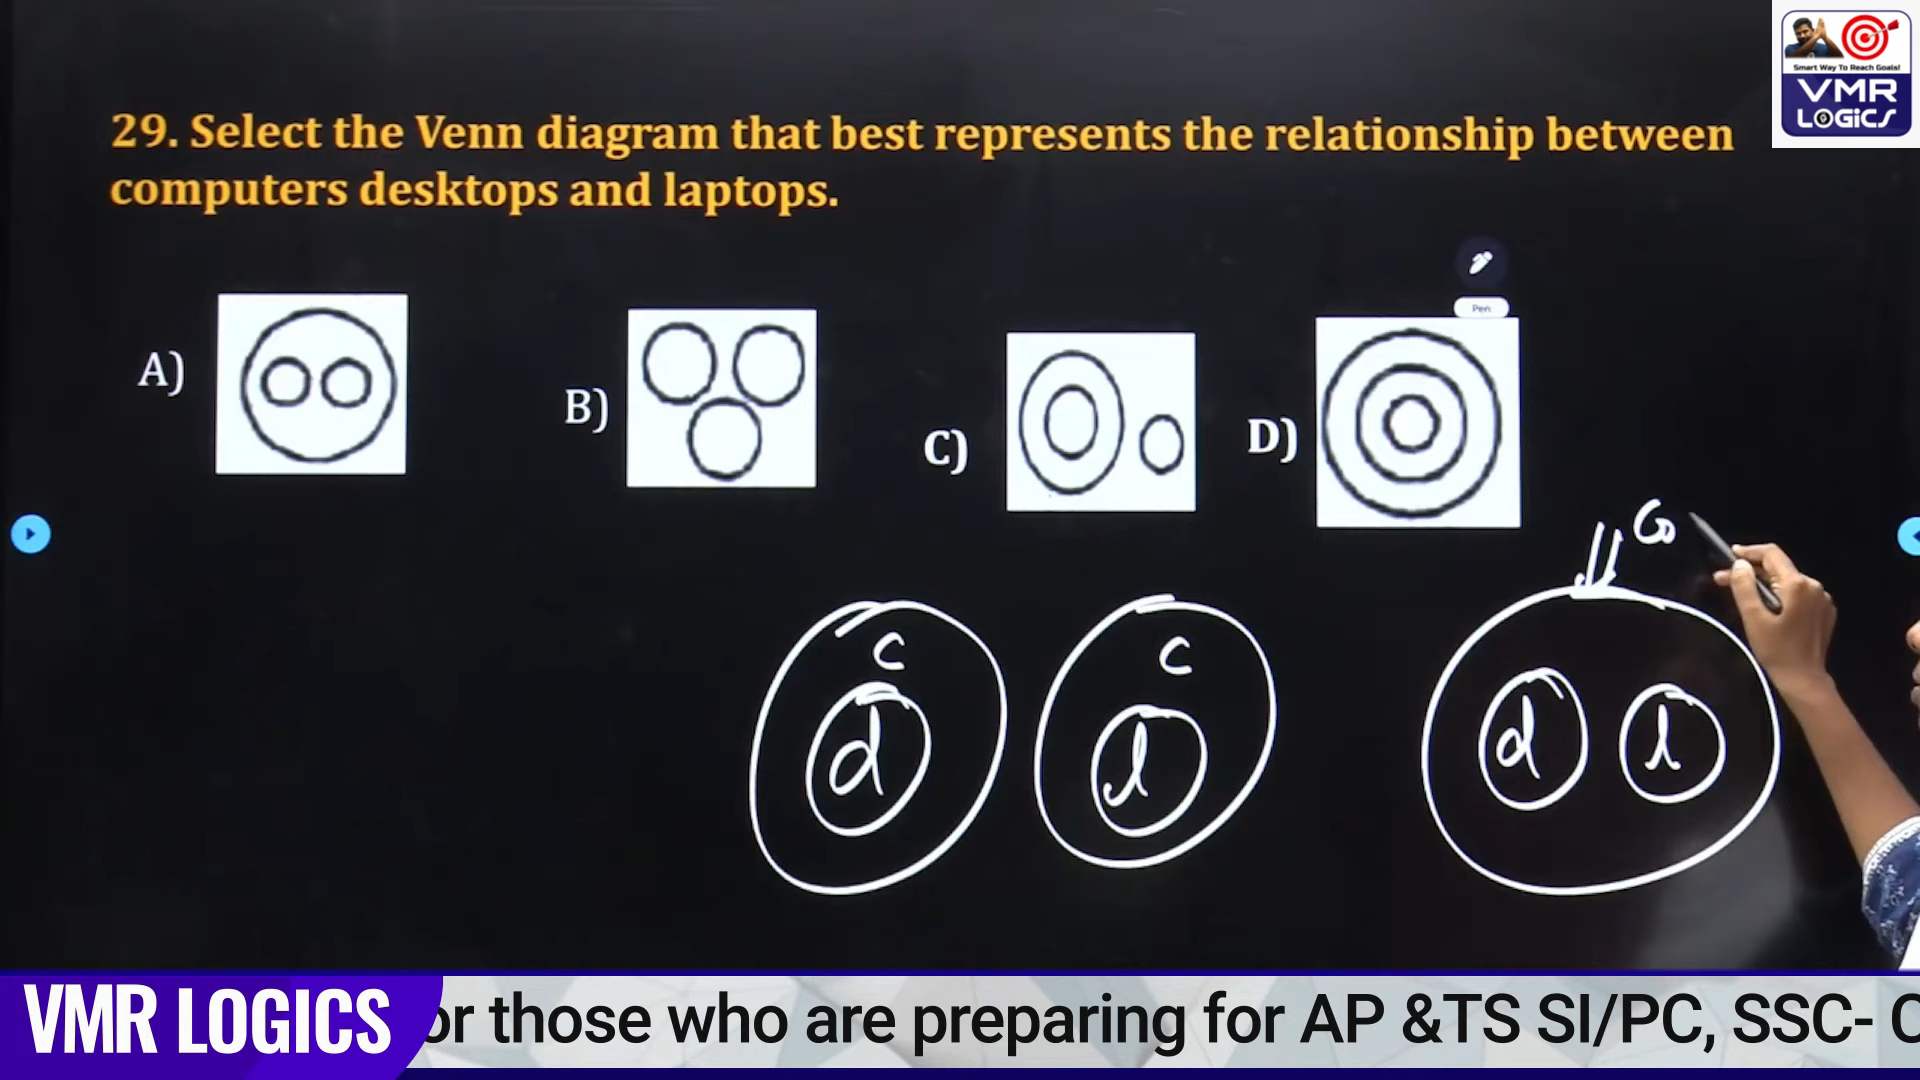 Smart Way To Reach Goals!
VMR
LOGICS
29. Select the Venn diagram that best represents the relationship between
computers desktops and laptops.
Pen
A)
B)
C)
D)
Co
c
d
c
l
d
l
VMR LOGICS
or those who are preparing for AP &TS SI/PC, SSC- C